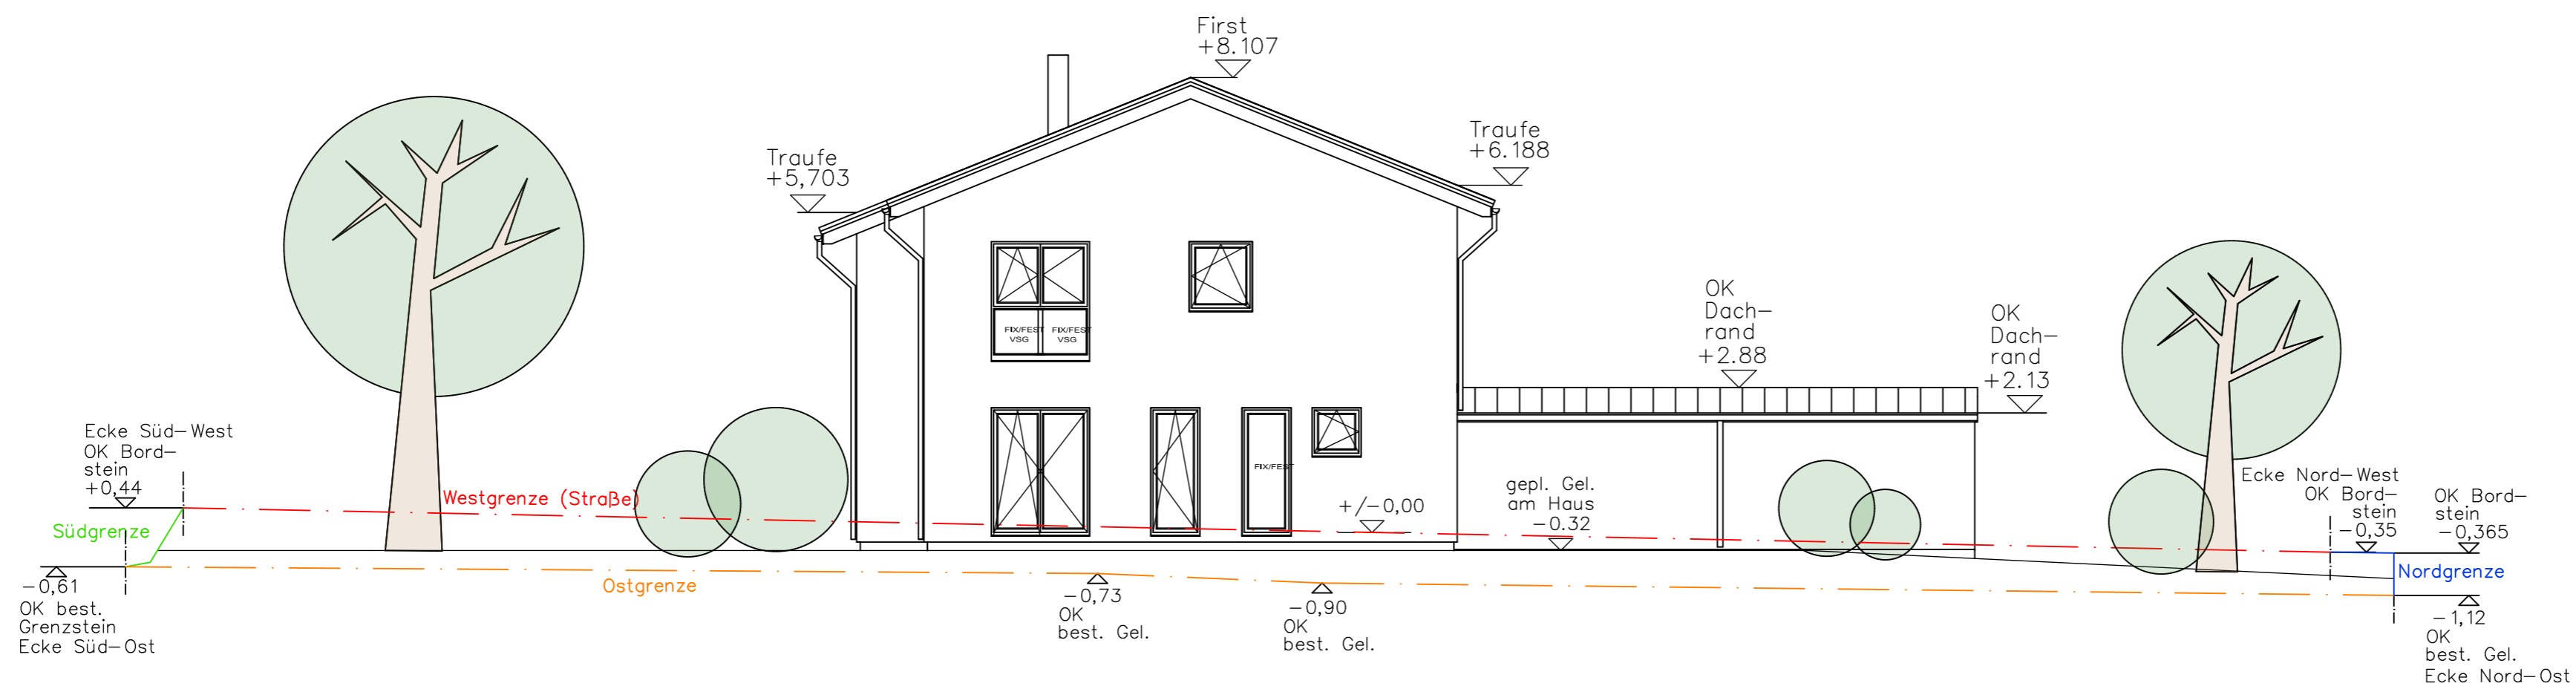 First
+8.107
Traufe
+6.188
Traufe
+5,703
FIX/FEST
VSG
FIX/FEST
VSG
OK
Dach-
rand
+2.88
OK
Dach-
rand
+2.13
Ecke Süd-West
OK Bord-
stein
+0,44
Westgrenze (Straße)
Südgrenze
FIX/FEST
+/-0,00
gepl. Gel.
am Haus
-0.32
Ecke Nord-West
OK Bord-
stein
-0,35
OK Bord-
stein
-0,365
Nordgrenze
Ostgrenze
-0,61
OK best.
Grenzstein
Ecke Süd-Ost
-0,73
OK
best. Gel.
-0,90
OK
best. Gel.
-1,12
OK
best. Gel.
Ecke Nord-Ost